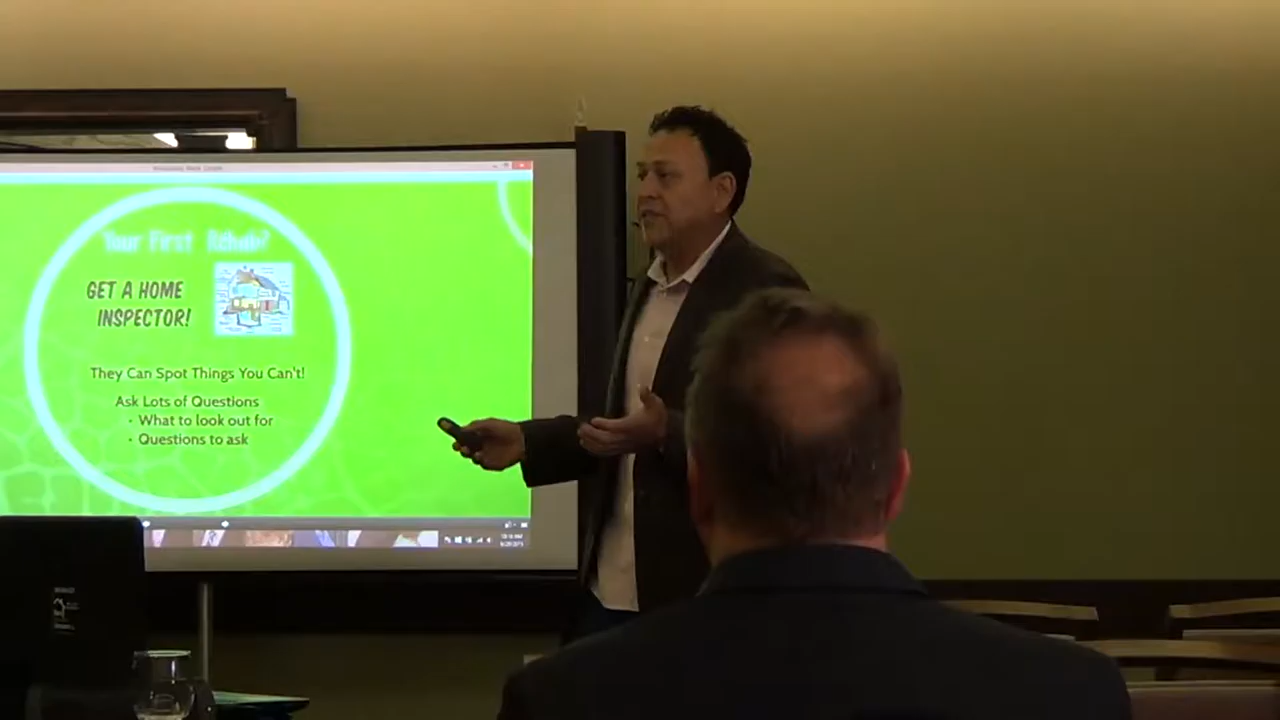 Your First Rehab?
GET A HOME
INSPECTOR!
They Can Spot Things You Can't!
Ask Lots of Questions
• What to look out for
• Questions to ask